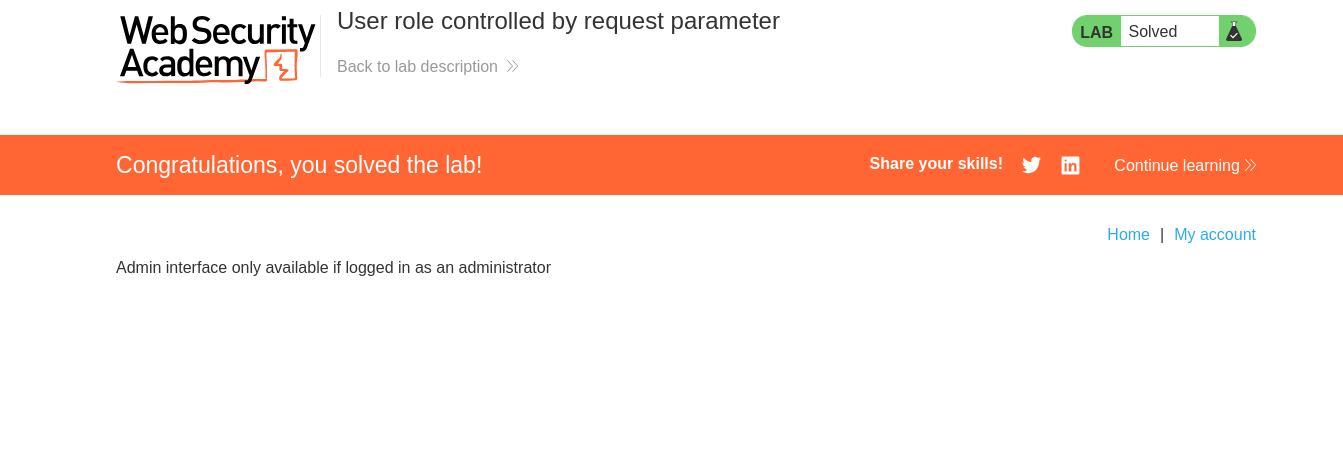 Web Security
Academy
User role controlled by request parameter
Back to lab description
LAB Solved
Congratulations, you solved the lab!
Share your skills!
Continue learning
Home | My account
Admin interface only available if logged in as an administrator